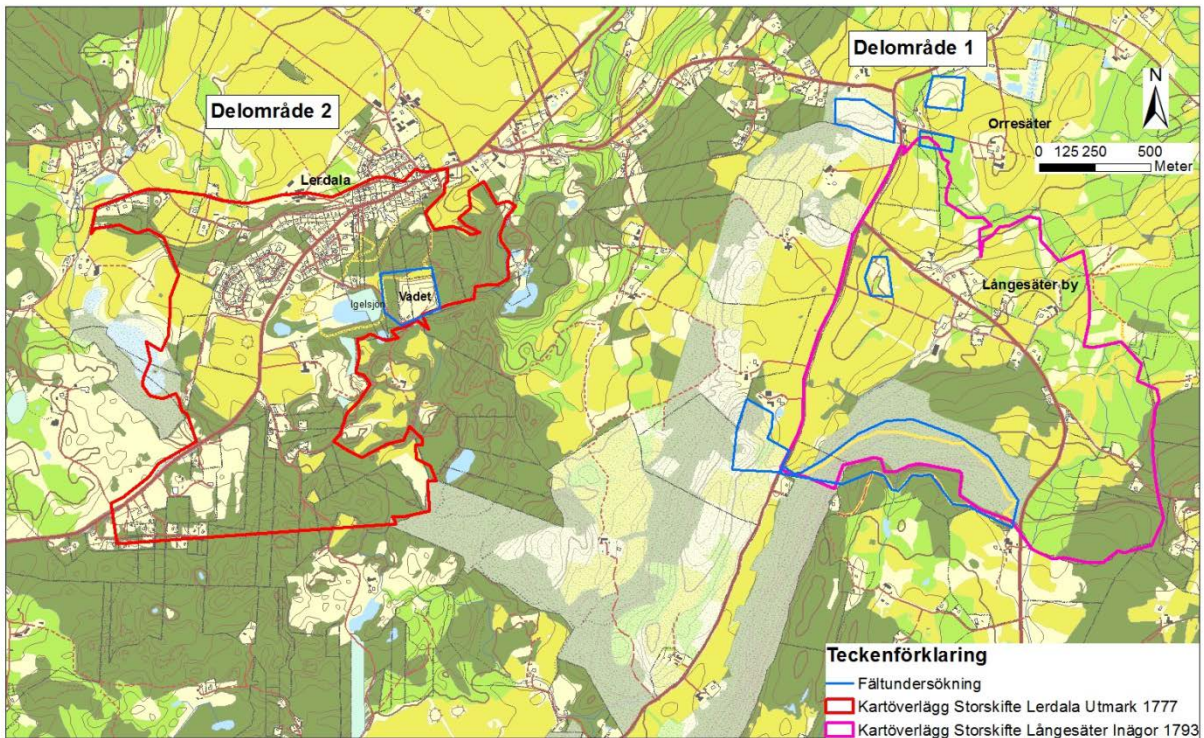 Delområde 1
Delområde 2
N
Orresäter
0 125 250 500
Meter
Lerdala
Långesäter by
Igelsjön
Vadet
Teckenförklaring
Fältundersökning
Kartöverlägg Storskifte Lerdala Utmark 1777
Kartöverlägg Storskifte Långesäter Inägor 1793